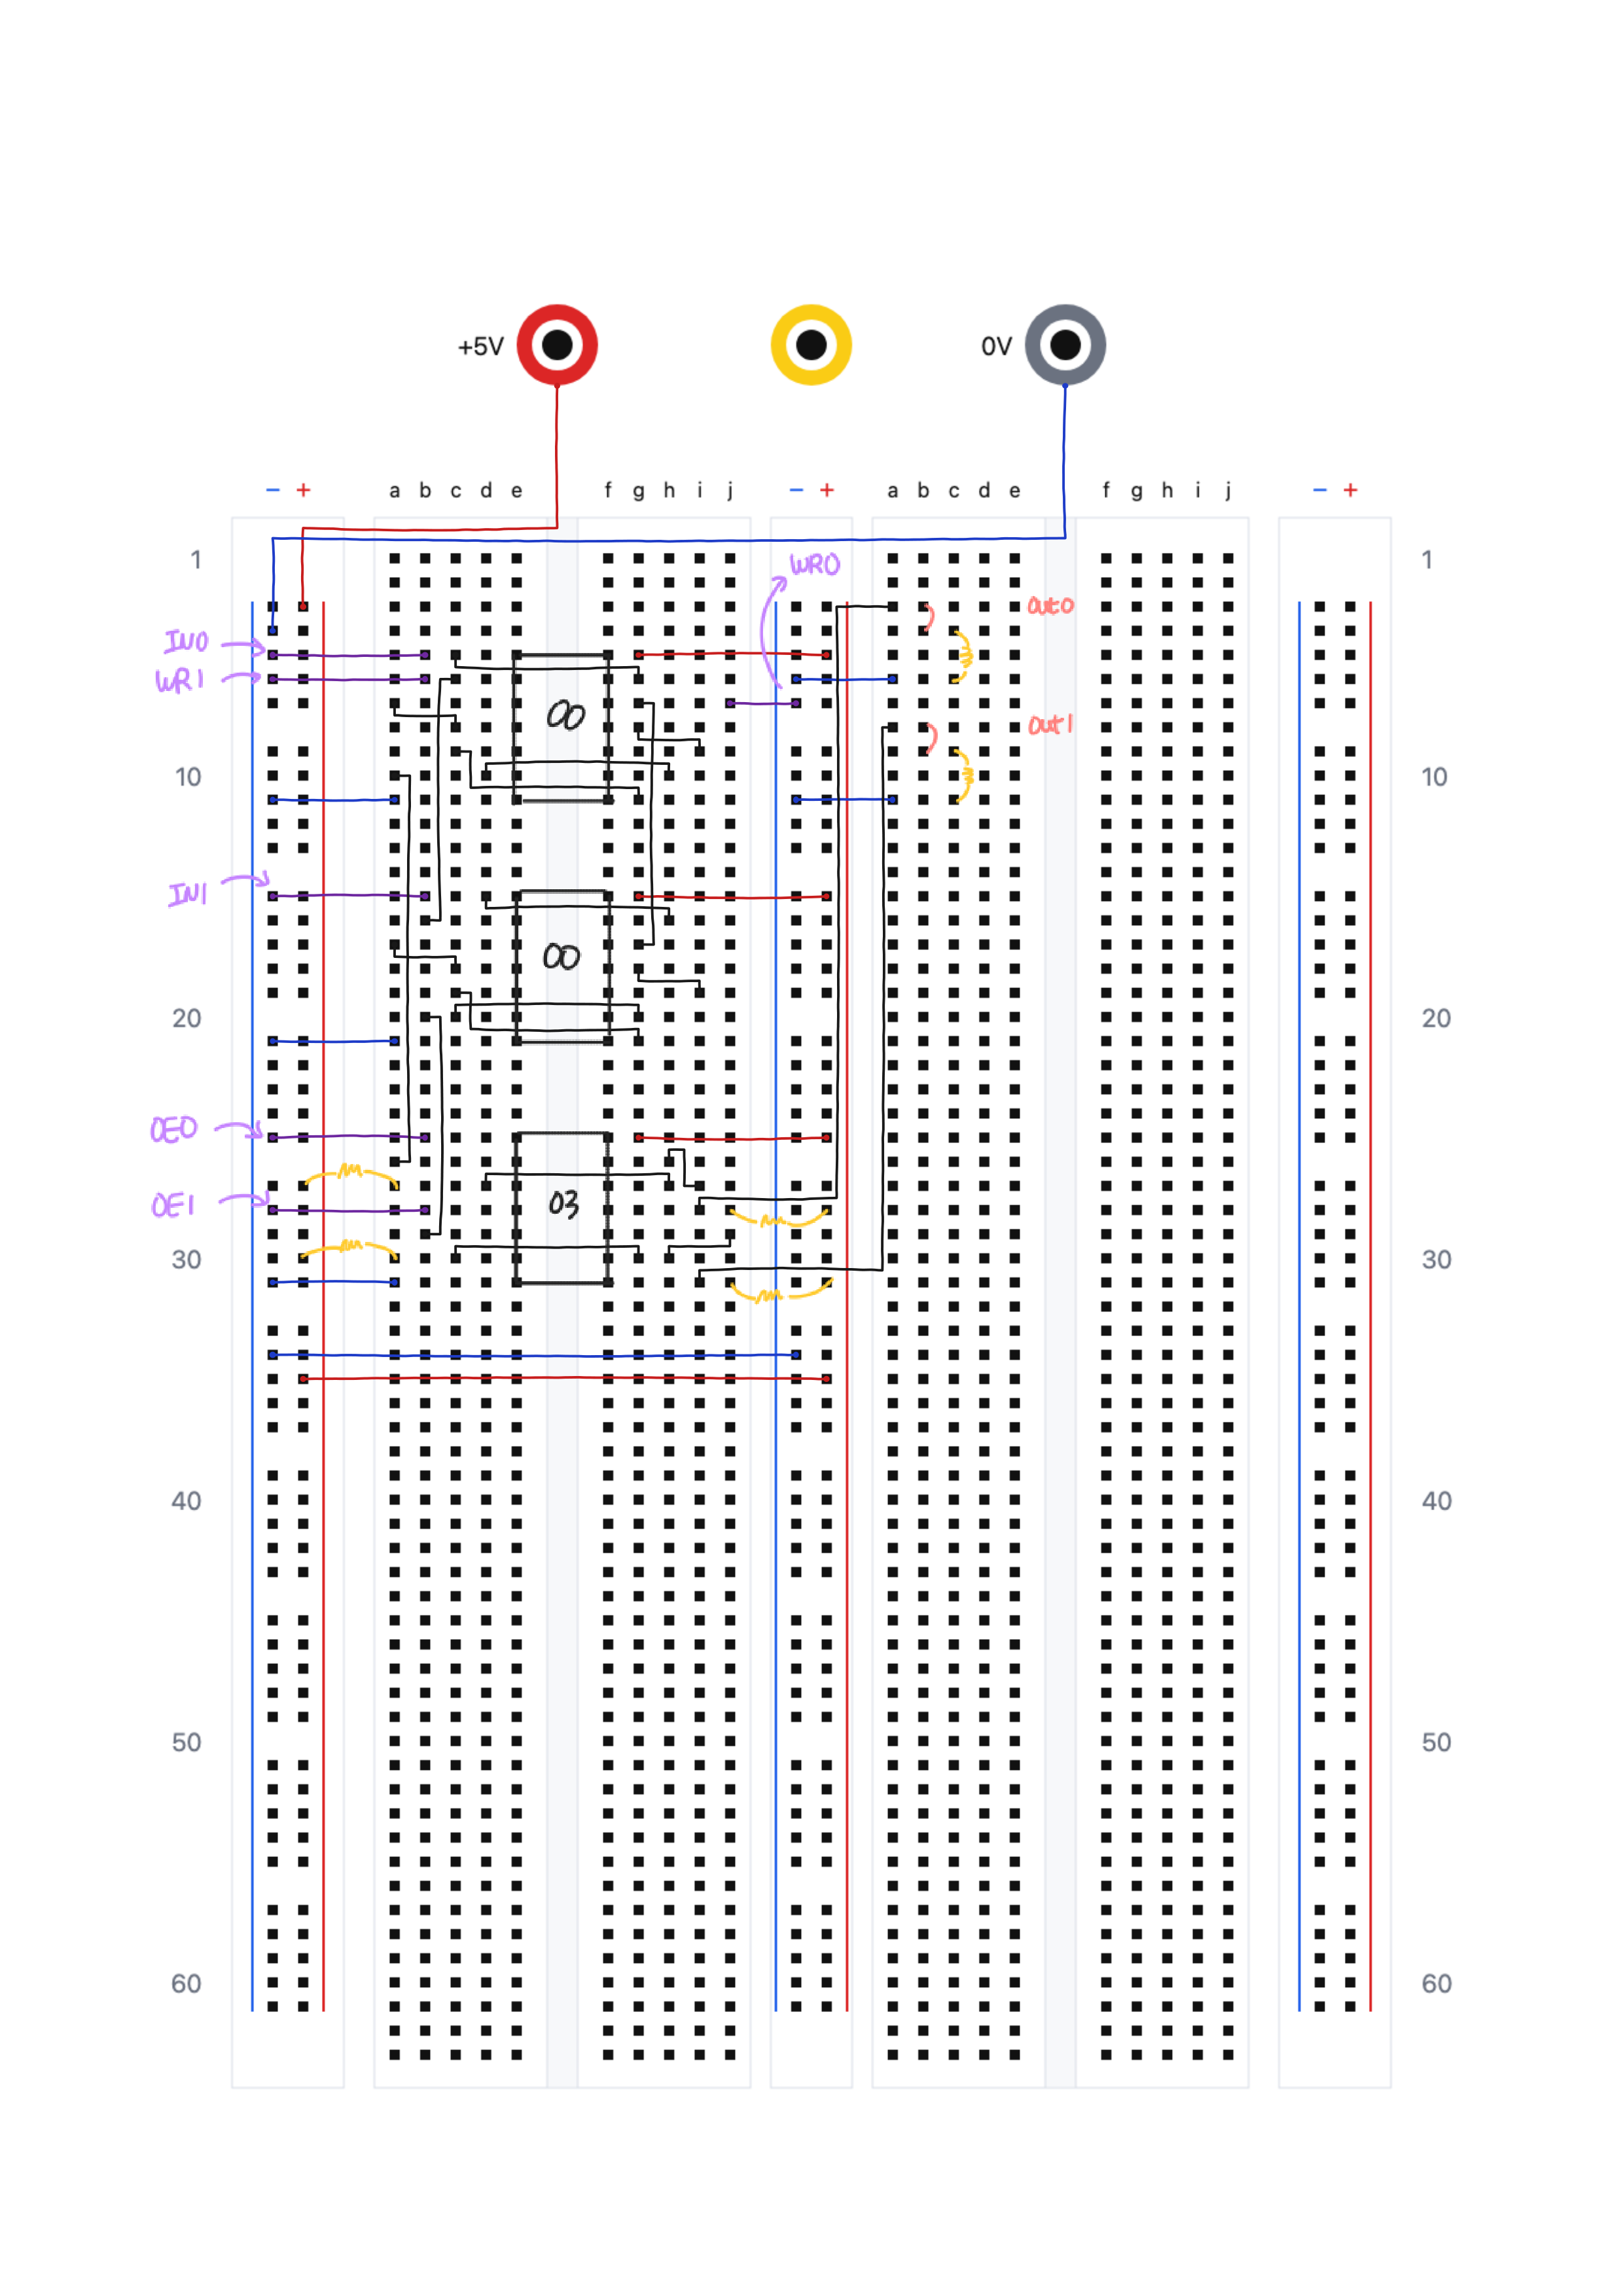 +5V 0V
− + a b c d e f g h i j − + a b c d e f g h i j − +
1 WR0 1
Out0
IN0
WR1
00
Out1
10 10
IN1
00
20 20
OE0
OE1
03
30 30
40 40
50 50
60 60